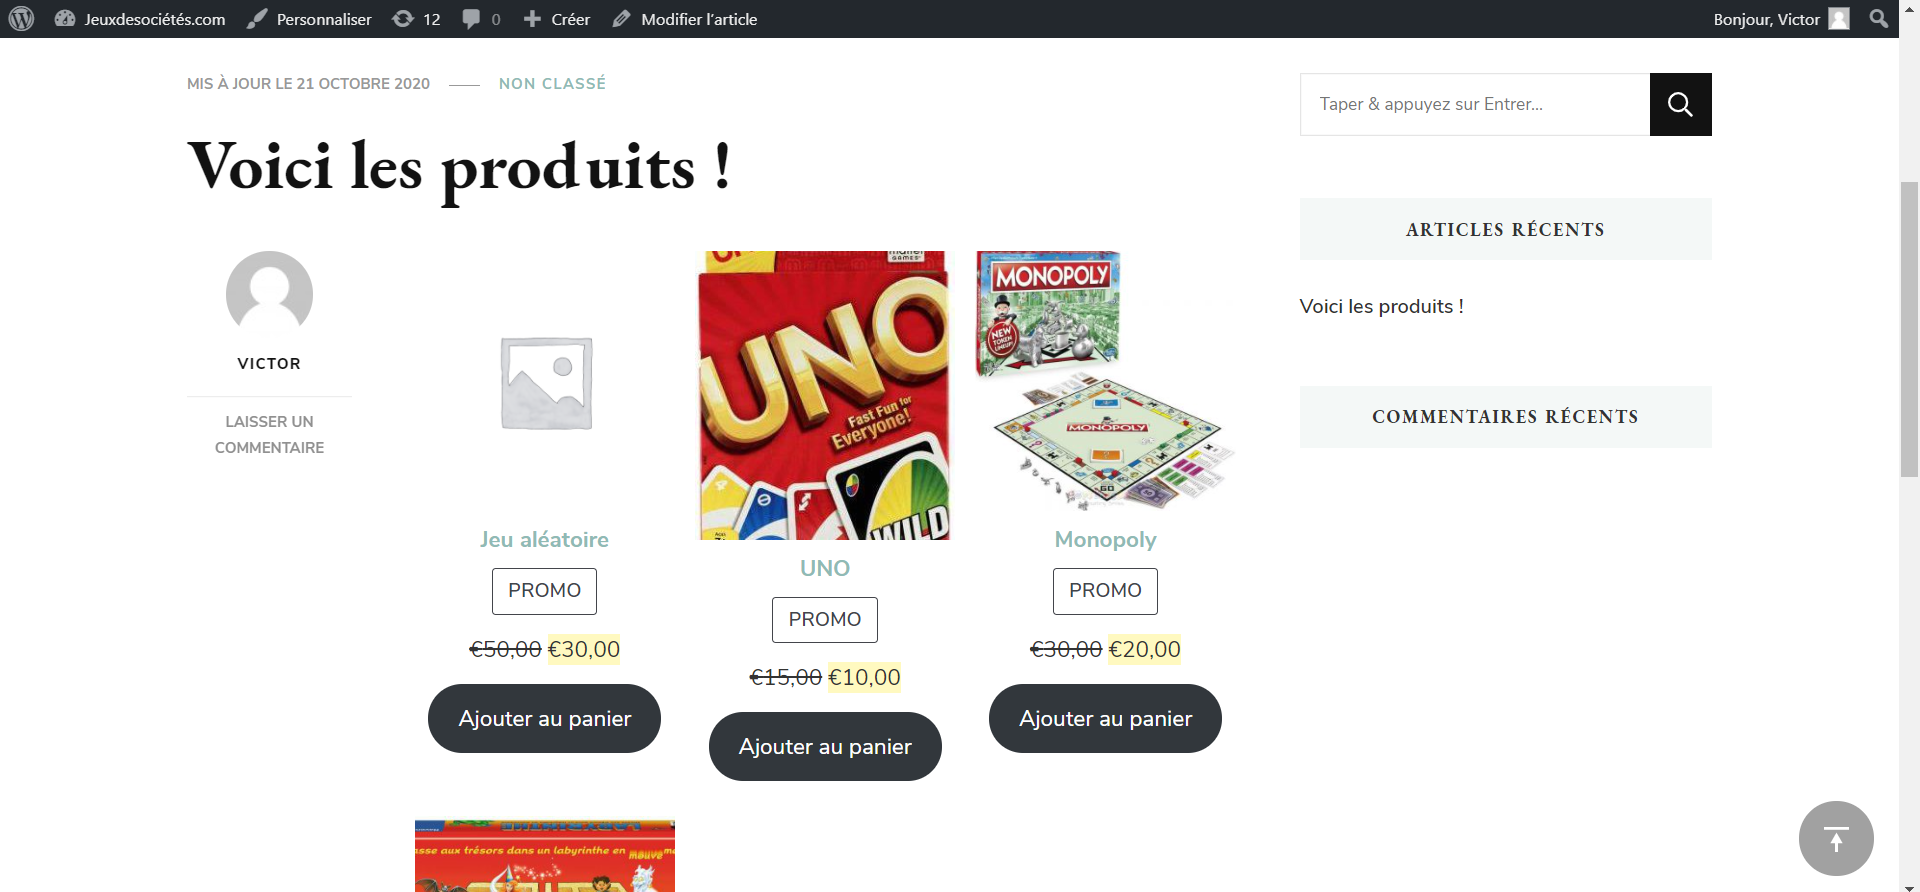 Jeuxdesociétés.com Personnaliser 12 0 Créer Modifier l'article Bonjour, Victor
MIS À JOUR LE 21 OCTOBRE 2020 NON CLASSÉ
Taper & appuyez sur Entrer...
Voici les produits !
VICTOR
LAISSER UN
COMMENTAIRE
GAMES
UNO
Fast Fun for
Everyone!
WILD
MONOPOLY
NEW
TOKEN
LINEUP!
MONOPOLY
GO
Jeu aléatoire
PROMO
€50,00 €30,00
Ajouter au panier
UNO
PROMO
€15,00 €10,00
Ajouter au panier
Monopoly
PROMO
€30,00 €20,00
Ajouter au panier
asse aux trésors dans un labyrinthe en mauve
ARTICLES RÉCENTS
Voici les produits !
COMMENTAIRES RÉCENTS